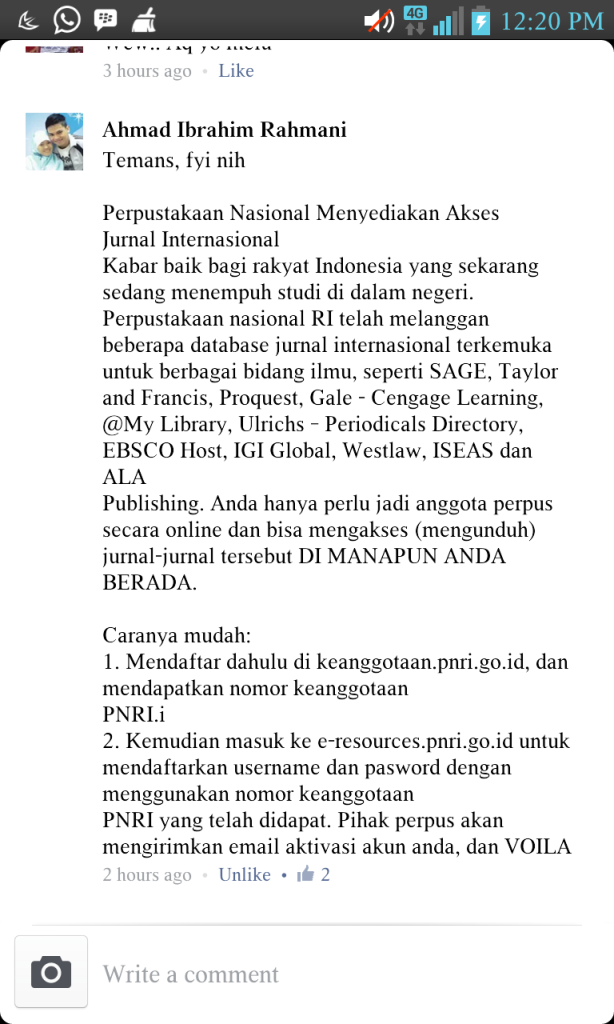 4G 12:20 PM
3 hours ago • Like
Ahmad Ibrahim Rahmani
Temans, fyi nih
Perpustakaan Nasional Menyediakan Akses
Jurnal Internasional
Kabar baik bagi rakyat Indonesia yang sekarang
sedang menempuh studi di dalam negeri.
Perpustakaan nasional RI telah melanggan
beberapa database jurnal internasional terkemuka
untuk berbagai bidang ilmu, seperti SAGE, Taylor
and Francis, Proquest, Gale - Cengage Learning,
@My Library, Ulrichs – Periodicals Directory,
EBSCO Host, IGI Global, Westlaw, ISEAS dan
ALA
Publishing. Anda hanya perlu jadi anggota perpus
secara online dan bisa mengakses (mengunduh)
jurnal-jurnal tersebut DI MANAPUN ANDA
BERADA.
Caranya mudah:
1. Mendaftar dahulu di keanggotaan.pnri.go.id, dan
mendapatkan nomor keanggotaan
PNRI.i
2. Kemudian masuk ke e-resources.pnri.go.id untuk
mendaftarkan username dan pasword dengan
menggunakan nomor keanggotaan
PNRI yang telah didapat. Pihak perpus akan
mengirimkan email aktivasi akun anda, dan VOILA
2 hours ago • Unlike • 2
Write a comment